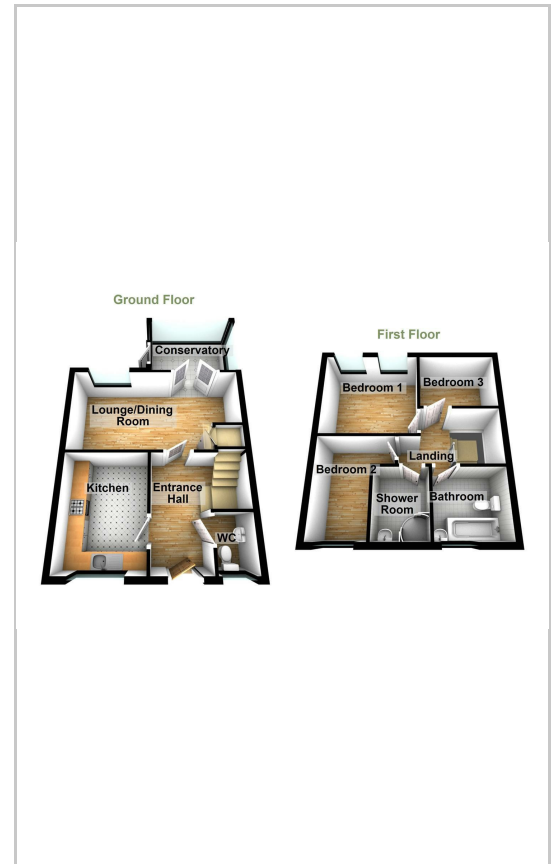 Ground Floor
Conservatory
Lounge/Dining
Room
Kitchen
Entrance
Hall
WC
First Floor
Bedroom 1
Bedroom 3
Landing
Bedroom 2
Shower
Room
Bathroom